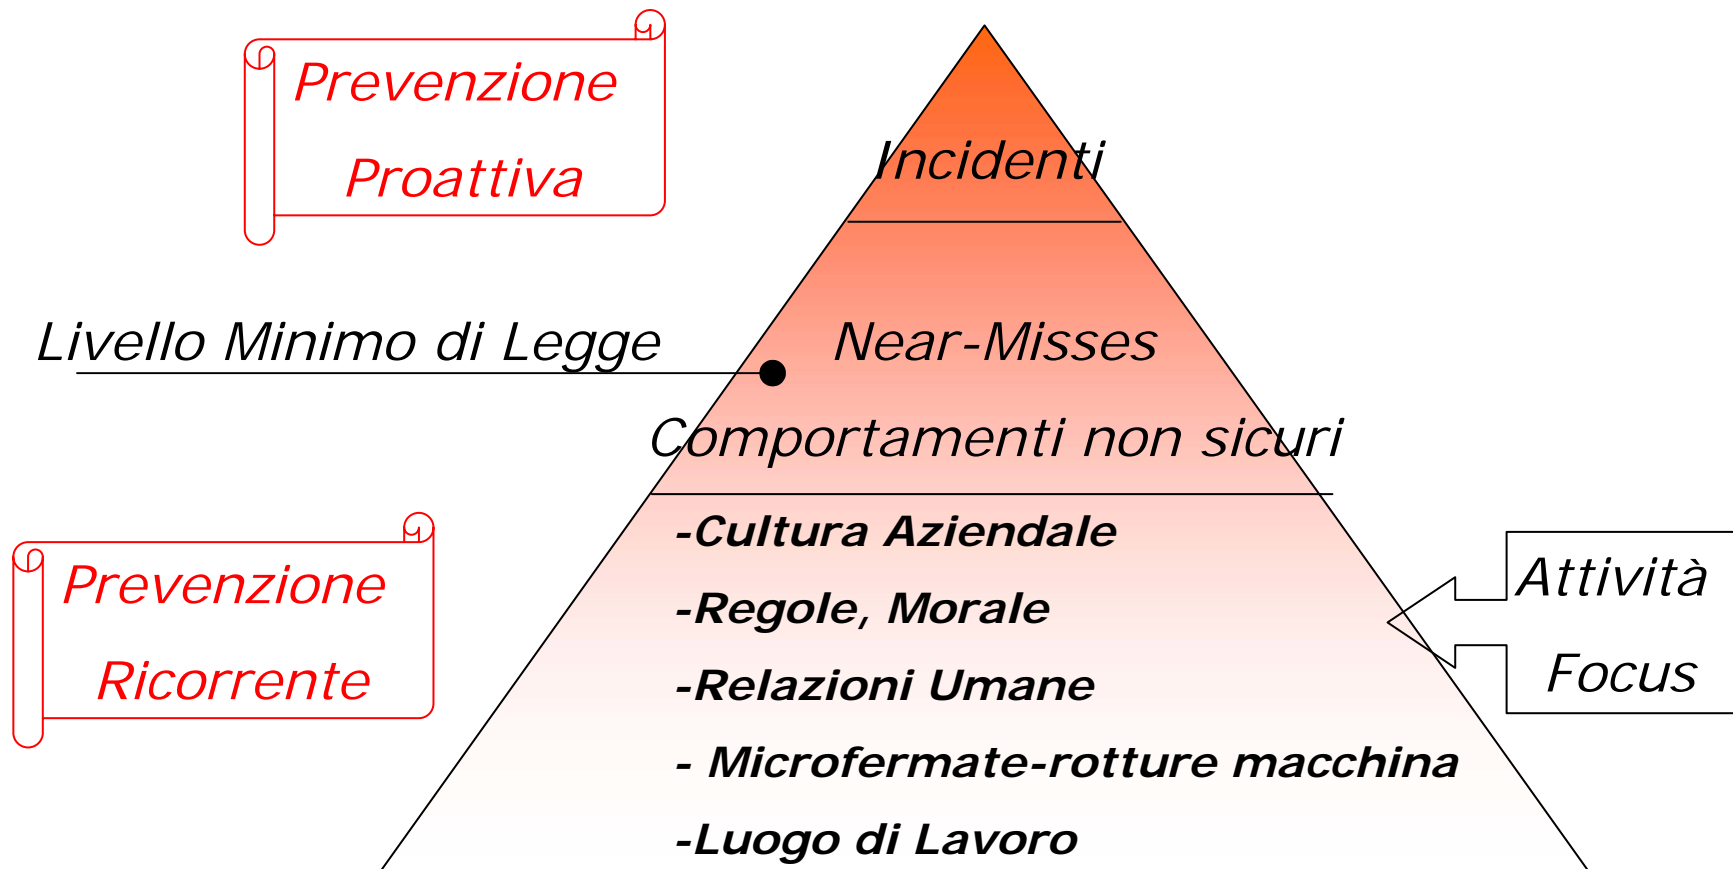 Prevenzione
Proattiva
Incidenti
Livello Minimo di Legge
Near-Misses
Comportamenti non sicuri
-Cultura Aziendale
-Regole, Morale
-Relazioni Umane
- Microfermate-rotture macchina
-Luogo di Lavoro
Prevenzione
Ricorrente
Attività
Focus